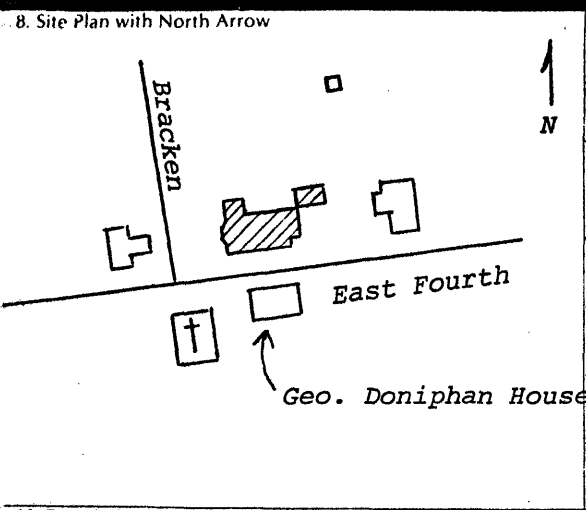 8. Site Plan with North Arrow
Bracken
N
East Fourth
Geo. Doniphan House